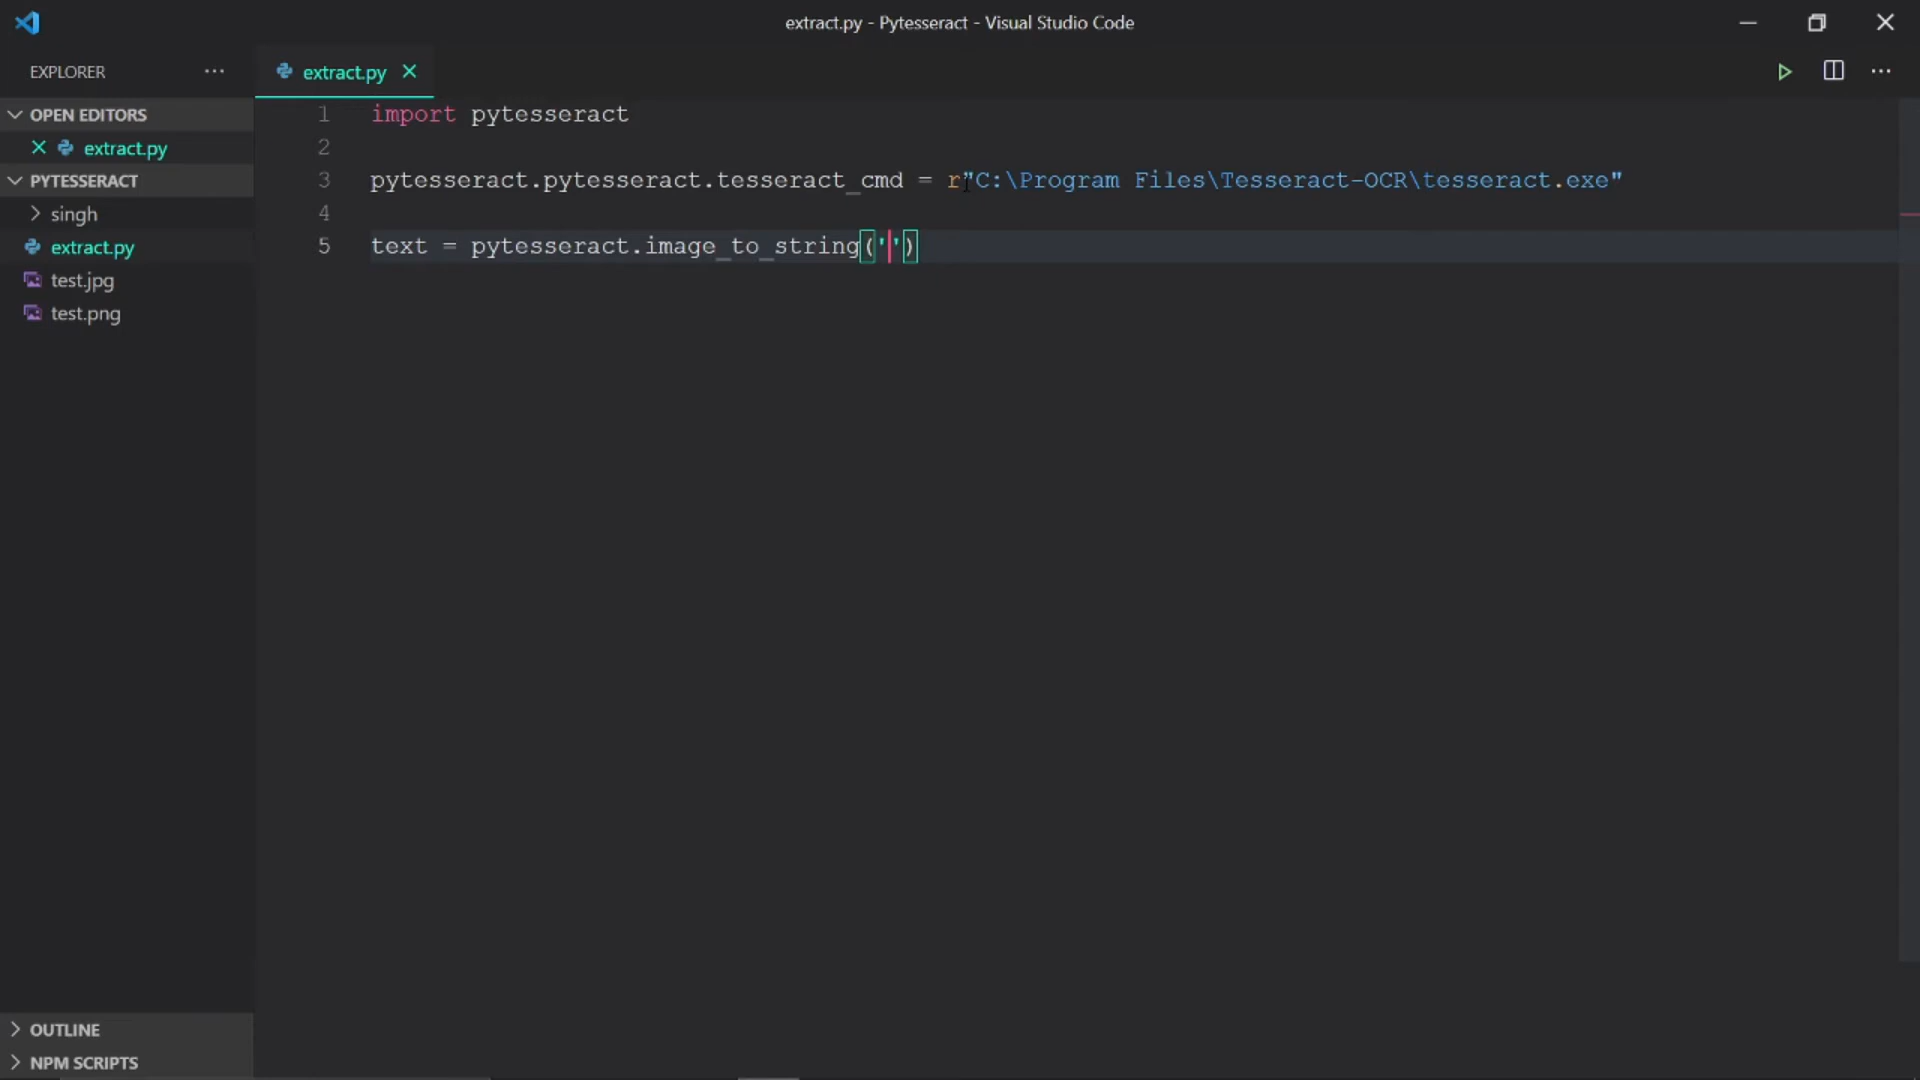 extract.py - Pytesseract - Visual Studio Code
EXPLORER
extract.py
OPEN EDITORS
extract.py
PYTESSERACT
singh
extract.py
test.jpg
test.png
OUTLINE
NPM SCRIPTS
1 import pytesseract
2
3 pytesseract.pytesseract.tesseract_cmd = r"C:\Program Files\Tesseract-OCR\tesseract.exe"
4
5 text = pytesseract.image_to_string('')